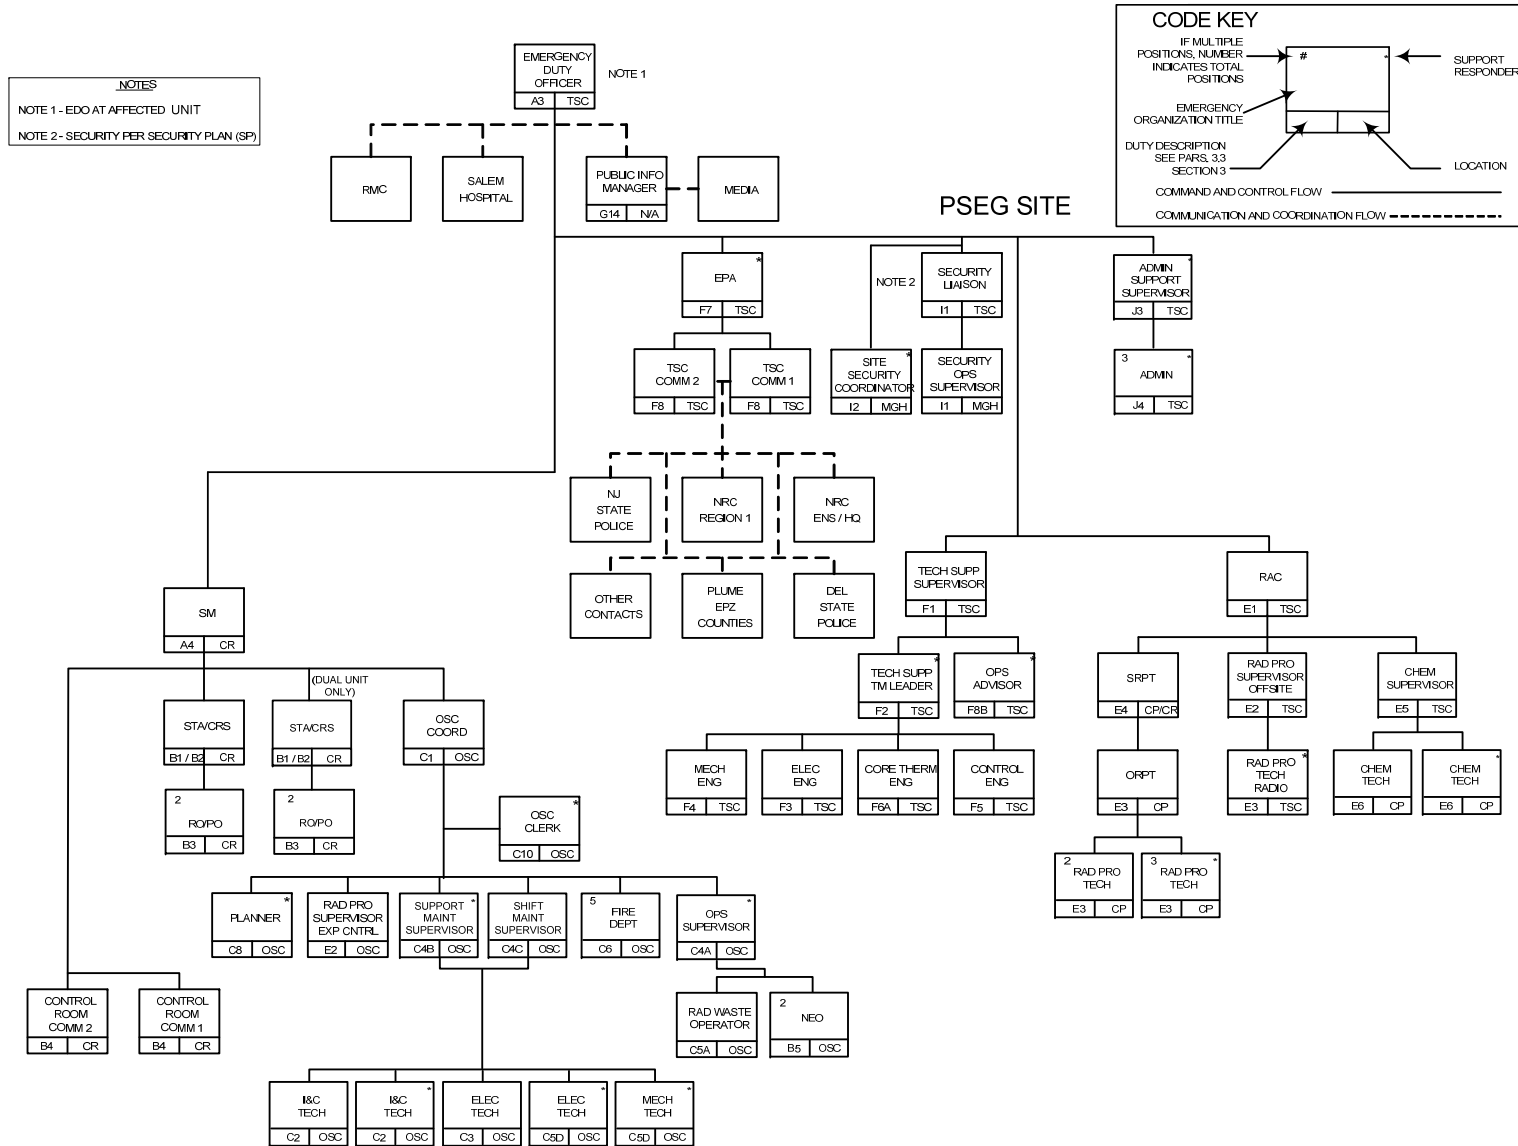 NOTES
NOTE 1 - EDO AT AFFECTED UNIT
NOTE 2 - SECURITY PER SECURITY PLAN (SP)
EMERGENCY
DUTY
OFFICER
A3 TSC
NOTE 1
CODE KEY
IF MULTIPLE
POSITIONS, NUMBER
INDICATES TOTAL
POSITIONS
# *
SUPPORT
RESPONDER
EMERGENCY
ORGANIZATION TITLE
DUTY DESCRIPTION
SEE PARS. 3.3
SECTION 3
LOCATION
COMMAND AND CONTROL FLOW
COMMUNICATION AND COORDINATION FLOW
RMC
SALEM
HOSPITAL
PUBLIC INFO
MANAGER
G14 N/A
MEDIA
PSEG SITE
*
EPA
F7 TSC
NOTE 2
SECURITY
LIAISON
I1 TSC
*
ADMIN
SUPPORT
SUPERVISOR
J3 TSC
TSC
COMM 2
F8 TSC
TSC
COMM 1
F8 TSC
*
SITE
SECURITY
COORDINATOR
I2 MGH
SECURITY
OPS
SUPERVISOR
I1 MGH
3 *
ADMIN
J4 TSC
NJ
STATE
POLICE
NRC
REGION 1
NRC
ENS / HQ
OTHER
CONTACTS
PLUME
EPZ
COUNTIES
DEL
STATE
POLICE
TECH SUPP
SUPERVISOR
F1 TSC
RAC
E1 TSC
SM
A4 CR
*
TECH SUPP
TM LEADER
F2 TSC
*
OPS
ADVISOR
F8B TSC
SRPT
E4 CP/CR
RAD PRO
SUPERVISOR
OFFSITE
E2 TSC
CHEM
SUPERVISOR
E5 TSC
STA/CRS
B1 / B2 CR
(DUAL UNIT
ONLY)
STA/CRS
B1 / B2 CR
OSC
COORD
C1 OSC
MECH
ENG
F4 TSC
ELEC
ENG
F3 TSC
CORE THERM
ENG
F6A TSC
CONTROL
ENG
F5 TSC
ORPT
E3 CP
*
RAD PRO
TECH
RADIO
E3 TSC
CHEM
TECH
E6 CP
*
CHEM
TECH
E6 CP
2
RO/PO
B3 CR
2
RO/PO
B3 CR
*
OSC
CLERK
C10 OSC
2
RAD PRO
TECH
E3 CP
3 *
RAD PRO
TECH
E3 CP
*
PLANNER
C8 OSC
RAD PRO
SUPERVISOR
EXP CNTRL
E2 OSC
*
SUPPORT
MAINT
SUPERVISOR
C4B OSC
SHIFT
MAINT
SUPERVISOR
C4C OSC
5
FIRE
DEPT
C6 OSC
*
OPS
SUPERVISOR
C4A OSC
CONTROL
ROOM
COMM 2
B4 CR
CONTROL
ROOM
COMM 1
B4 CR
RAD WASTE
OPERATOR
C5A OSC
2
NEO
B5 OSC
I&C
TECH
C2 OSC
*
I&C
TECH
C2 OSC
ELEC
TECH
C3 OSC
*
ELEC
TECH
C5D OSC
*
MECH
TECH
C5D OSC